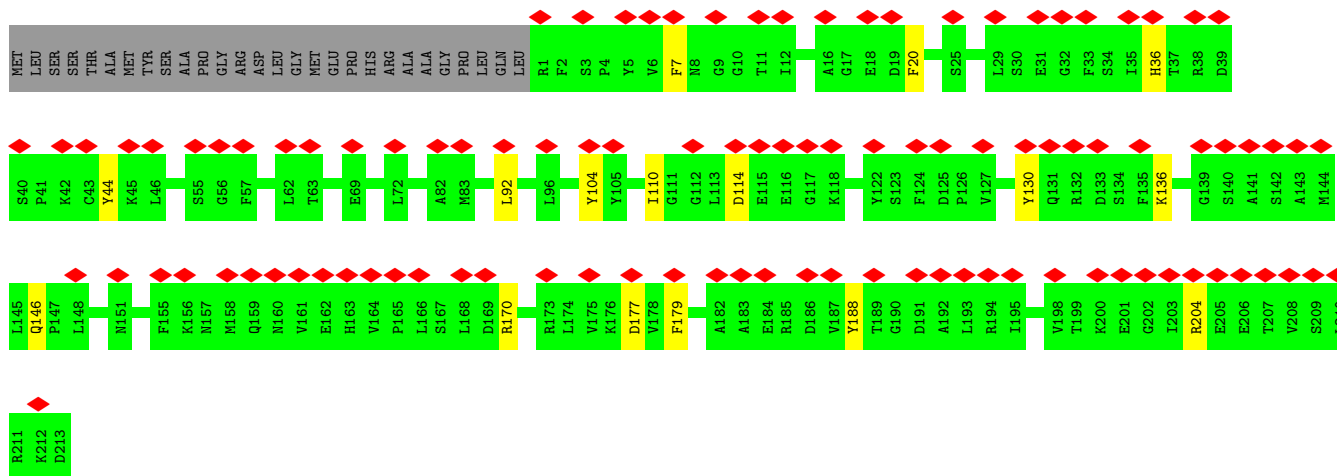 MET LEU SER SER THR ALA MET TYR SER ALA PRO GLY ARG ASP LEU GLY MET GLU PRO HIS ARG ALA ALA GLY PRO LEU GLN LEU R1 F2 S3 P4 Y5 V6 F7 N8 G9 G10 T11 I12 A16 G17 E18 D19 F20 S25 L29 S30 E31 G32 F33 S34 I35 H36 T37 R38 D39
S40 P41 K42 C43 Y44 K45 L46 S55 G56 F57 L62 T63 E69 L72 A82 M83 L92 L96 Y104 Y105 I110 G111 G112 L113 D114 E115 E116 G117 K118 Y122 S123 F124 D125 P126 V127 Y130 Q131 R132 D133 S134 F135 K136 G139 S140 A141 S142 A143 M144
L145 Q146 P147 L148 N151 F155 K156 N157 M158 Q159 N160 V161 E162 H163 V164 P165 L166 S167 L168 D169 R170 R173 L174 V175 K176 D177 V178 F179 A182 A183 E184 R185 D186 V187 Y188 T189 G190 D191 A192 L193 R194 I195 V198 T199 K200 E201 G202 I203 R204 E205 E206 T207 V208 S209
R211 K212 D213